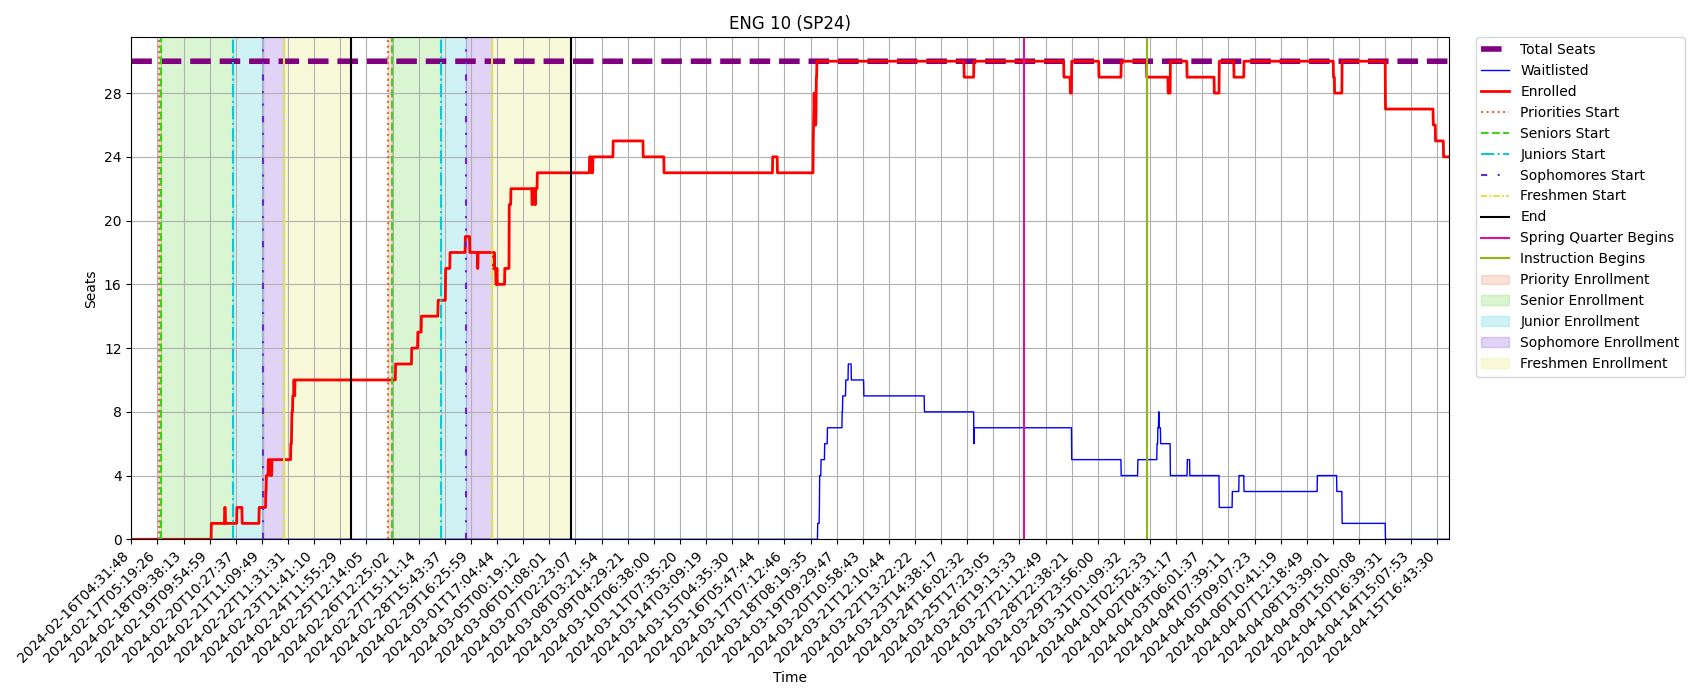 ENG 10 (SP24)
Seats
28
24
20
16
12
8
4
0
2024-02-16T04:31:48
2024-02-17T05:19:26
2024-02-18T09:38:13
2024-02-19T09:54:59
2024-02-20T10:27:37
2024-02-21T11:09:49
2024-02-22T11:31:31
2024-02-23T11:41:10
2024-02-24T11:55:29
2024-02-25T12:14:05
2024-02-26T12:25:02
2024-02-27T15:11:14
2024-02-28T15:43:37
2024-02-29T16:25:59
2024-03-01T17:04:44
2024-03-05T00:19:12
2024-03-06T01:08:01
2024-03-07T02:23:07
2024-03-08T03:21:54
2024-03-09T04:29:21
2024-03-10T06:38:00
2024-03-11T07:35:20
2024-03-14T03:09:19
2024-03-15T04:35:30
2024-03-16T05:47:44
2024-03-17T07:12:46
2024-03-18T08:19:35
2024-03-19T09:29:47
2024-03-20T10:58:43
2024-03-21T12:10:44
2024-03-22T13:22:22
2024-03-23T14:38:17
2024-03-24T16:02:32
2024-03-25T17:23:05
2024-03-26T19:13:33
2024-03-27T21:12:49
2024-03-28T22:38:21
2024-03-29T23:56:00
2024-03-31T01:09:32
2024-04-01T02:52:33
2024-04-02T04:31:17
2024-04-03T06:01:37
2024-04-04T07:39:11
2024-04-05T09:07:23
2024-04-06T10:41:19
2024-04-07T12:18:49
2024-04-08T13:39:01
2024-04-09T15:00:08
2024-04-10T16:39:31
2024-04-14T15:07:53
2024-04-15T16:43:30
Time
Total Seats
Waitlisted
Enrolled
Priorities Start
Seniors Start
Juniors Start
Sophomores Start
Freshmen Start
End
Spring Quarter Begins
Instruction Begins
Priority Enrollment
Senior Enrollment
Junior Enrollment
Sophomore Enrollment
Freshmen Enrollment